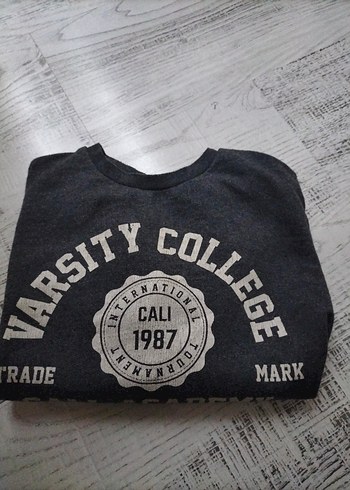 VARSITY COLLEGE
INTERNATIONAL
CALI
1987
TOURNAMENT
TRADE MARK